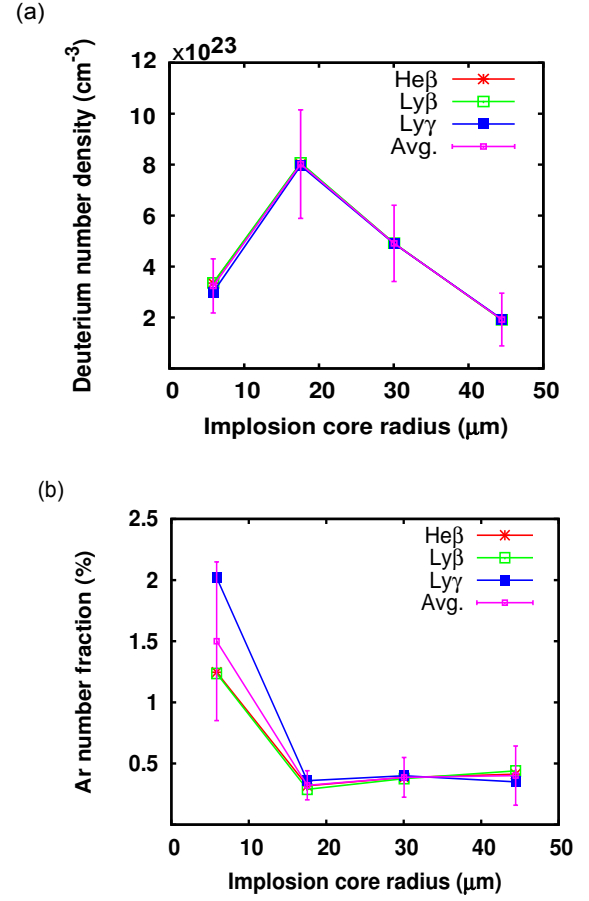 (a)
×10²³
Deuterium number density (cm⁻³)
12
10
8
6
4
2
Heβ
Lyβ
Lyγ
Avg.
0 10 20 30 40 50
Implosion core radius (μm)
(b)
Ar number fraction (%)
2.5
2
1.5
1
0.5
Heβ
Lyβ
Lyγ
Avg.
0 10 20 30 40 50
Implosion core radius (μm)